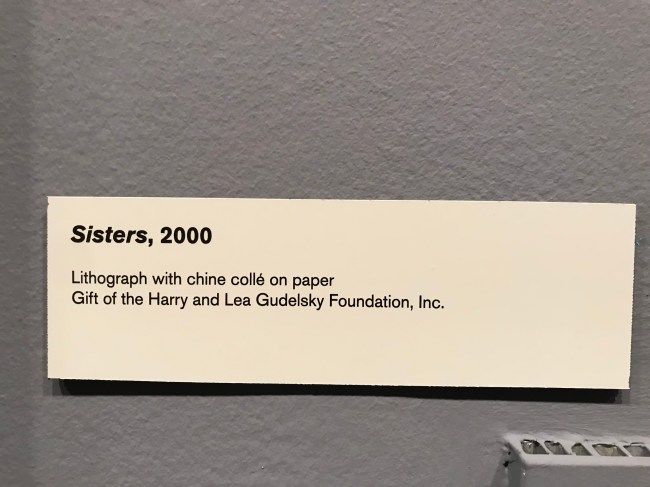 Sisters, 2000
Lithograph with chine collé on paper
Gift of the Harry and Lea Gudelsky Foundation, Inc.